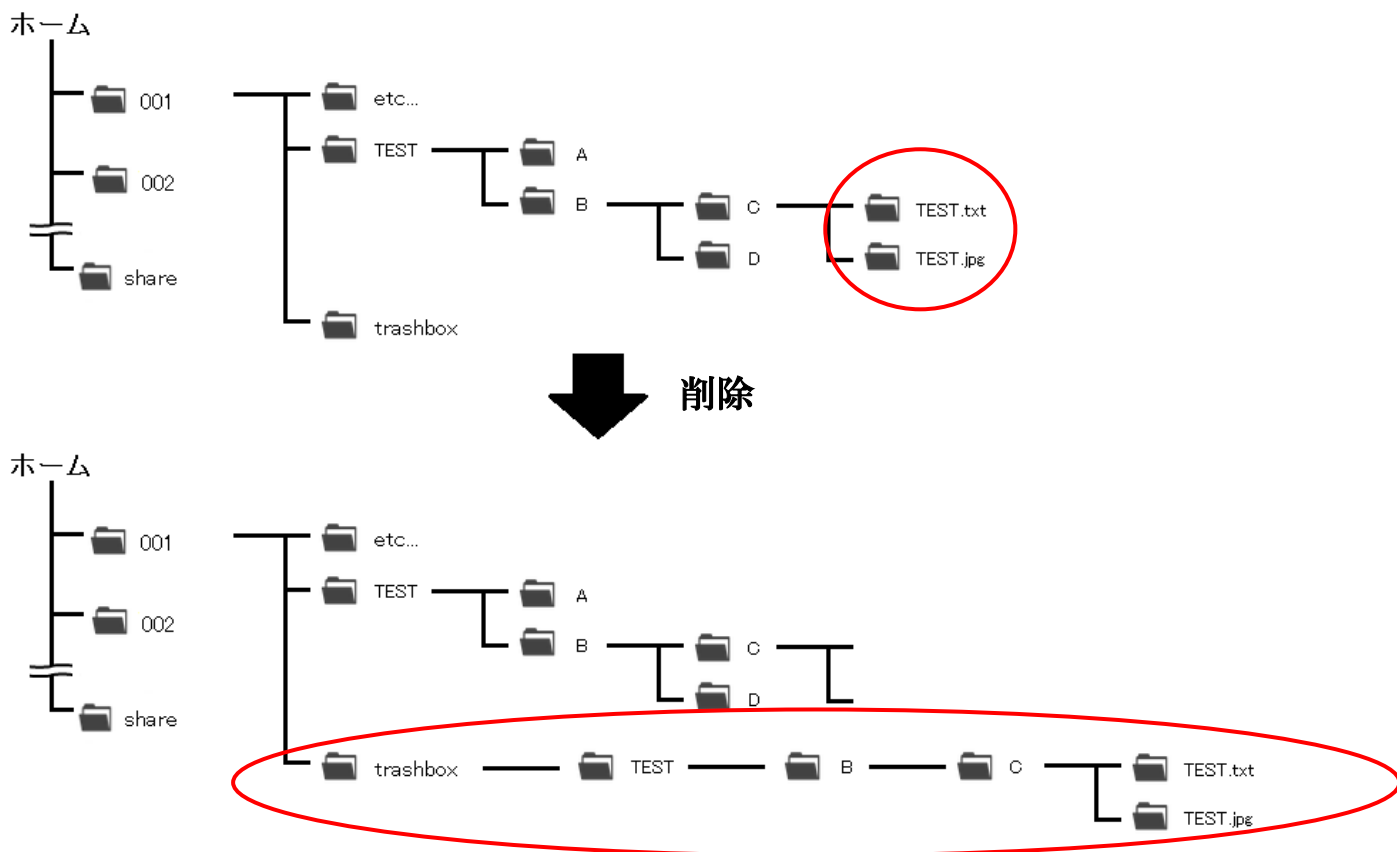 ホーム
001 etc...
TEST A
002 B C TEST.txt
D TEST.jpg
share
trashbox
削除
ホーム
001 etc...
TEST A
002 B C
D
share
trashbox TEST B C TEST.txt
TEST.jpg